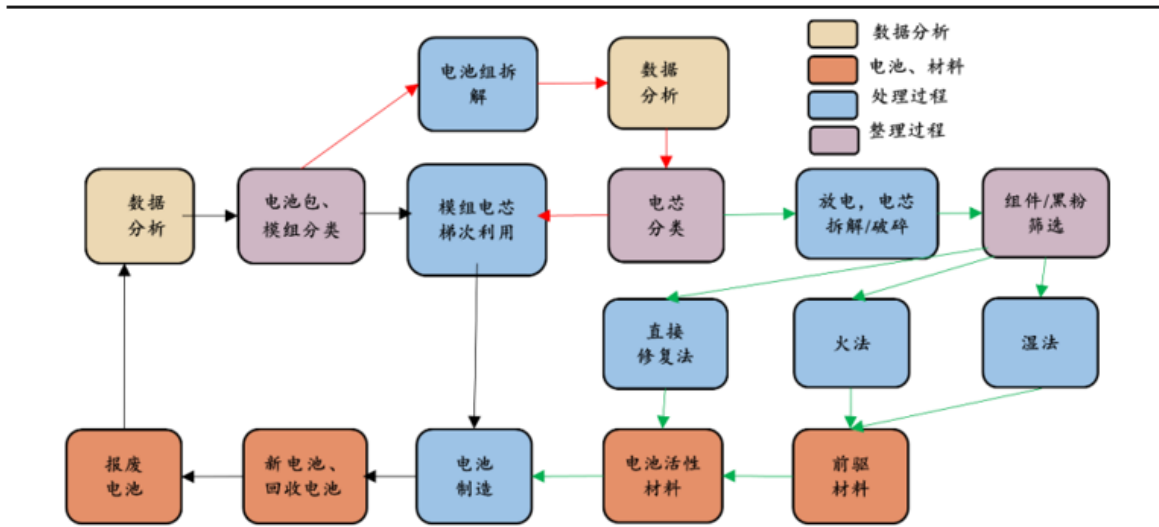 数据分析
电池、材料
处理过程
整理过程
电池组拆
解
数据
分析
数据
分析
电池包、
模组分类
模组电芯
梯次利用
电芯
分类
放电，电芯
拆解/破碎
组件/黑粉
筛选
直接
修复法
火法
湿法
报废
电池
新电池、
回收电池
电池
制造
电池活性
材料
前驱
材料